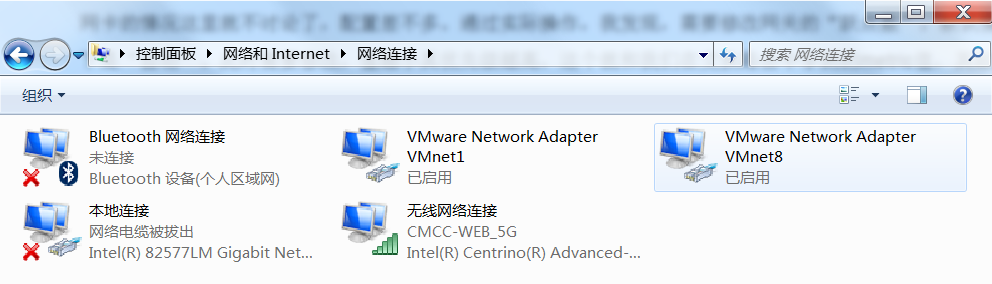 控制面板 ▸ 网络和 Internet ▸ 网络连接 ▸
搜索 网络连接
组织
Bluetooth 网络连接
未连接
Bluetooth 设备(个人区域网)
VMware Network Adapter
VMnet1
已启用
VMware Network Adapter
VMnet8
已启用
本地连接
网络电缆被拔出
Intel(R) 82577LM Gigabit Net...
无线网络连接
CMCC-WEB_5G
Intel(R) Centrino(R) Advanced-...